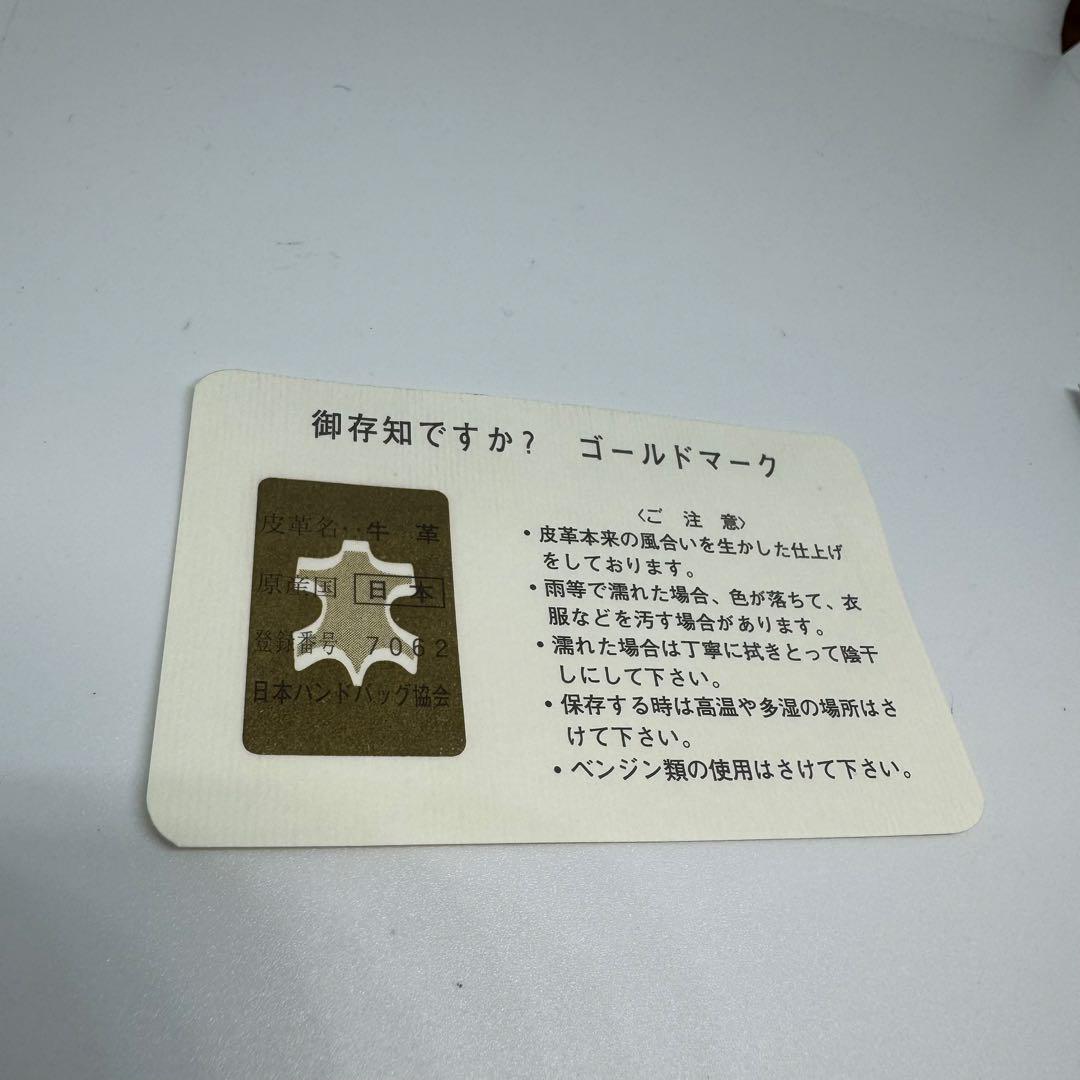 御存知ですか? ゴールドマーク
皮革名‥牛 革
原産国 日 本
登録番号 7062
日本ハンドバッグ協会
〈ご 注 意〉
・皮革本来の風合いを生かした仕上げ
をしております。
・雨等で濡れた場合、色が落ちて、衣
服などを汚す場合があります。
・濡れた場合は丁寧に拭きとって陰干
しにして下さい。
・保存する時は高温や多湿の場所はさ
けて下さい。
・ベンジン類の使用はさけて下さい。